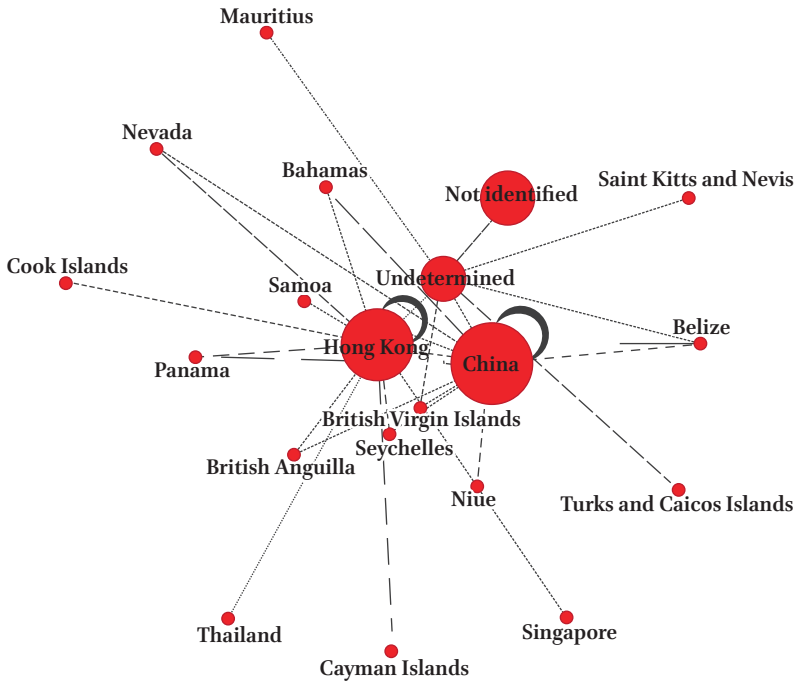 Mauritius
Nevada
Bahamas
Not identified
Saint Kitts and Nevis
Cook Islands
Samoa
Undetermined
Belize
Panama
Hong Kong
China
British Virgin Islands
Seychelles
British Anguilla
Niue
Turks and Caicos Islands
Thailand
Singapore
Cayman Islands